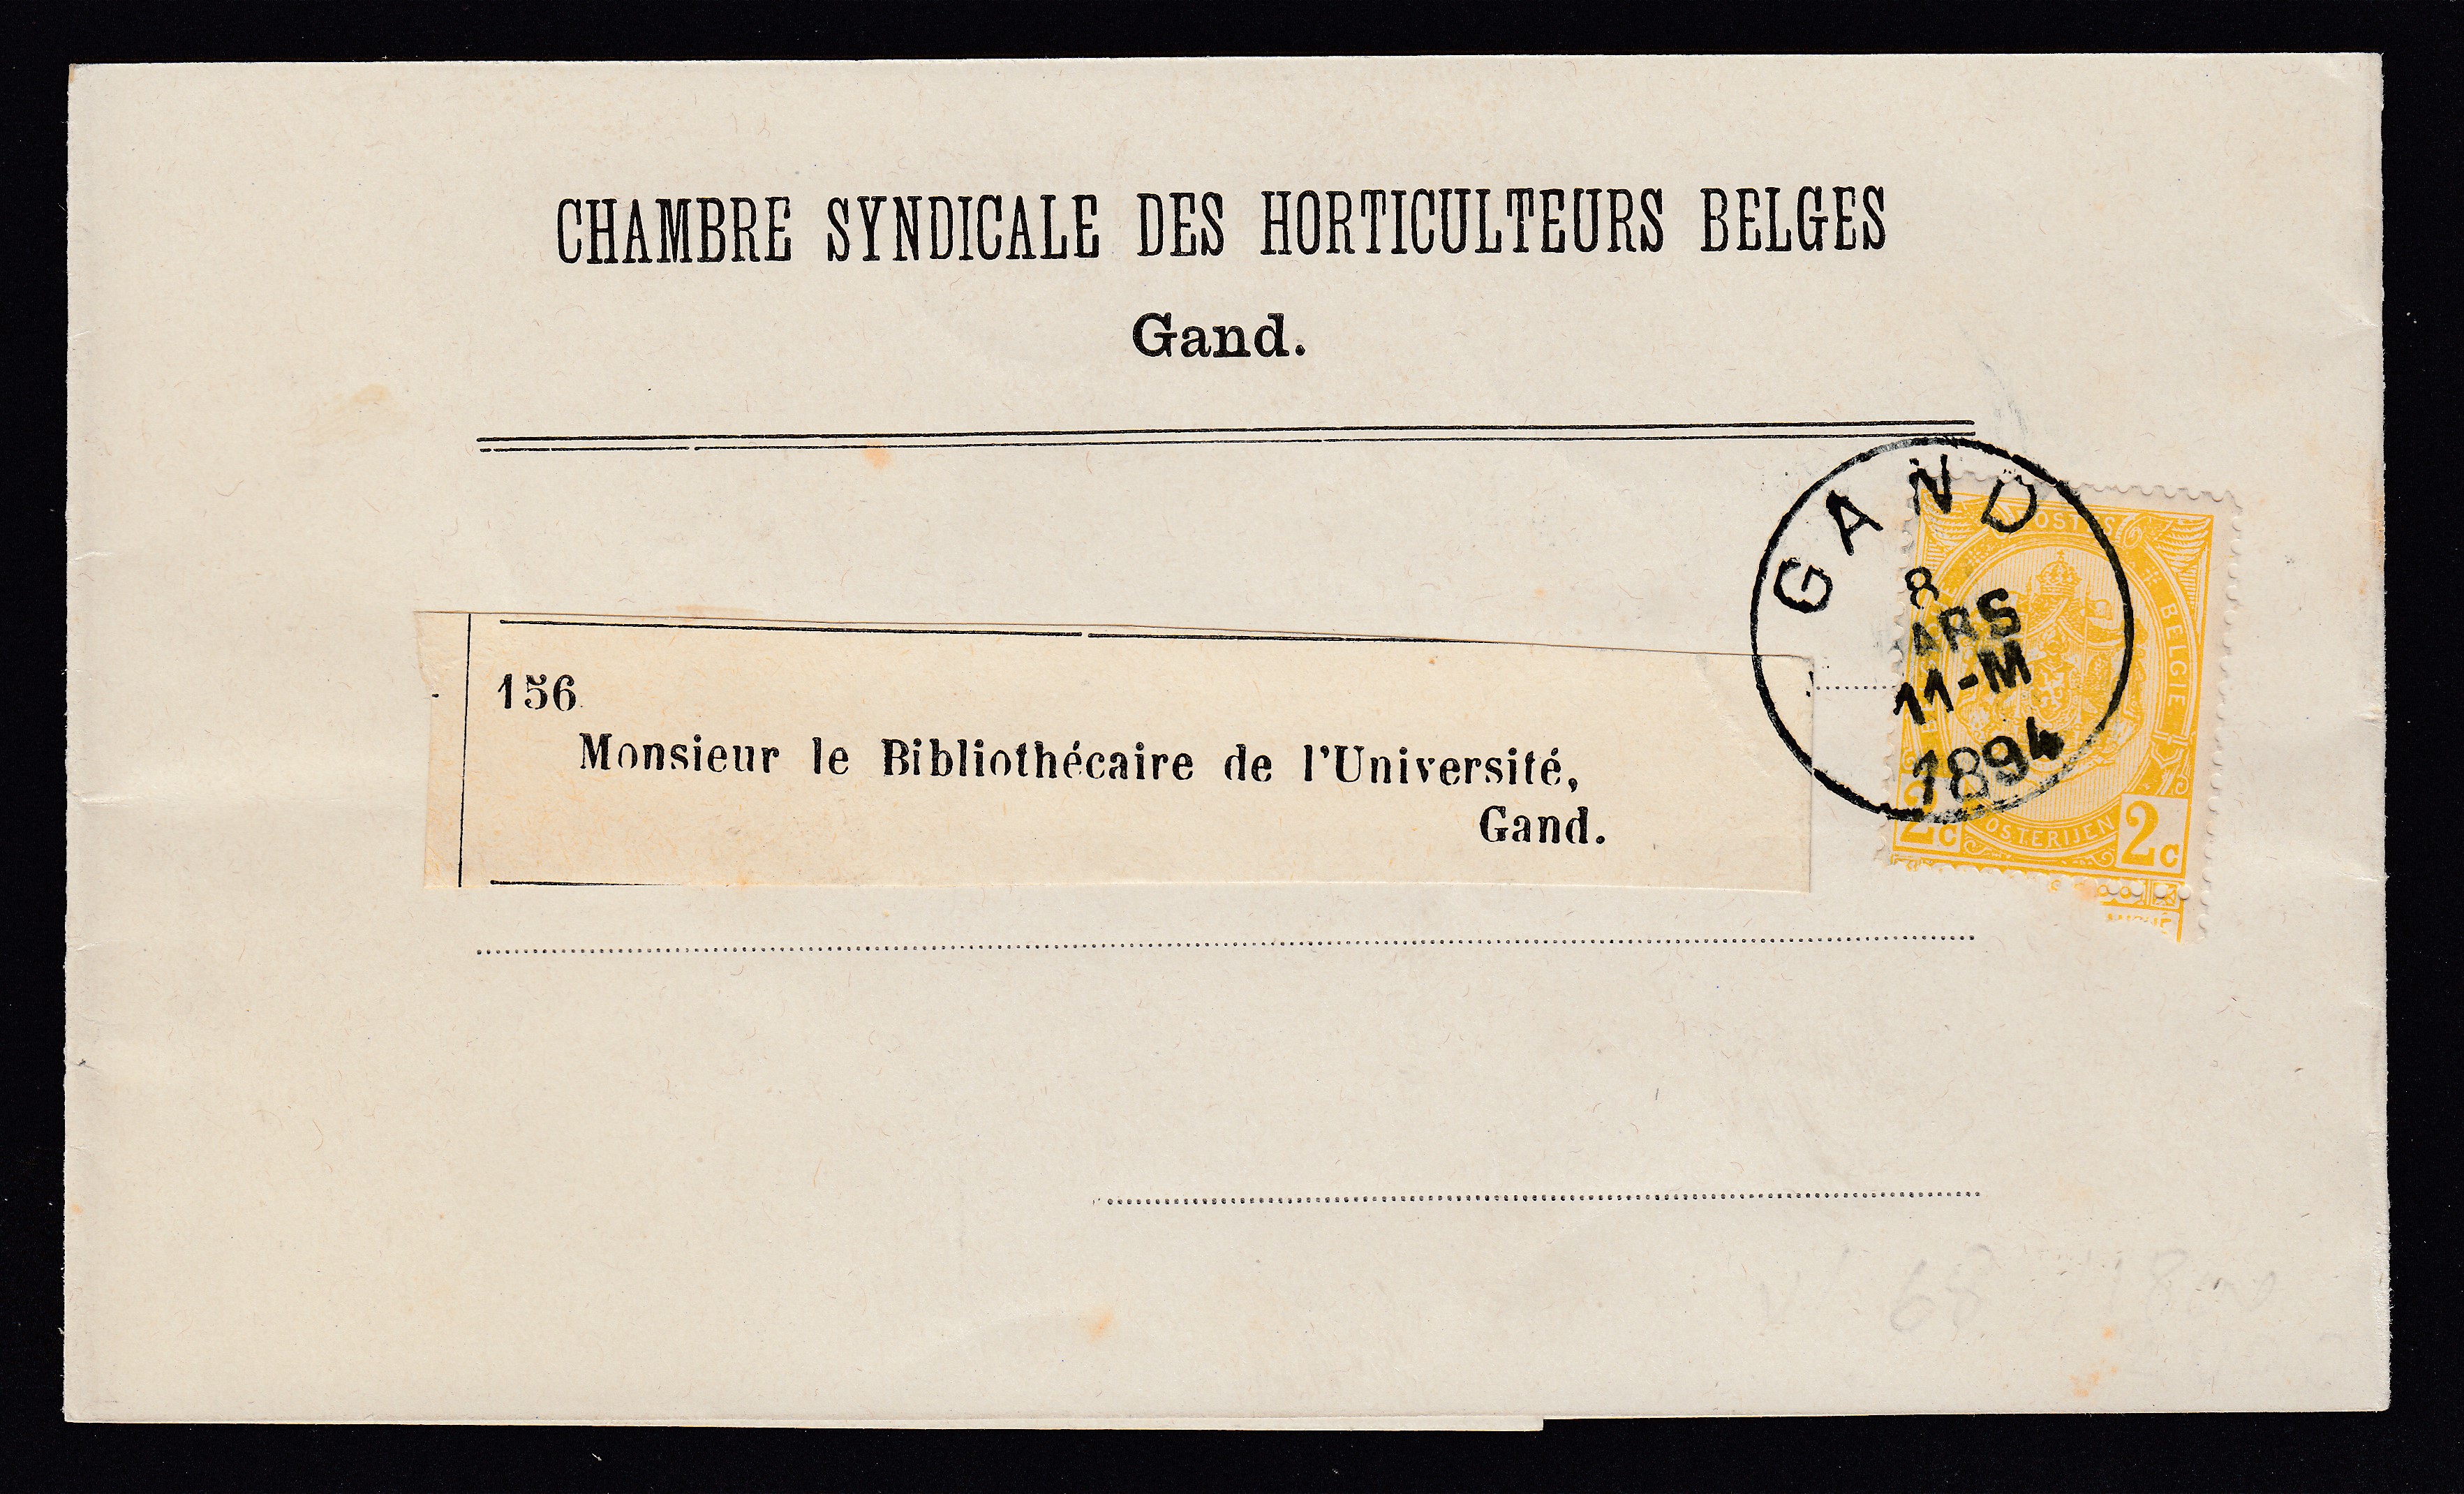 CHAMBRE SYNDICALE DES HORTICULTEURS BELGES
Gand.
156
Monsieur le Bibliothécaire de l'Université,
Gand.
GAND
8
ARS
11-M
1894
BELGIE
2c
OSTERIJEN
2c